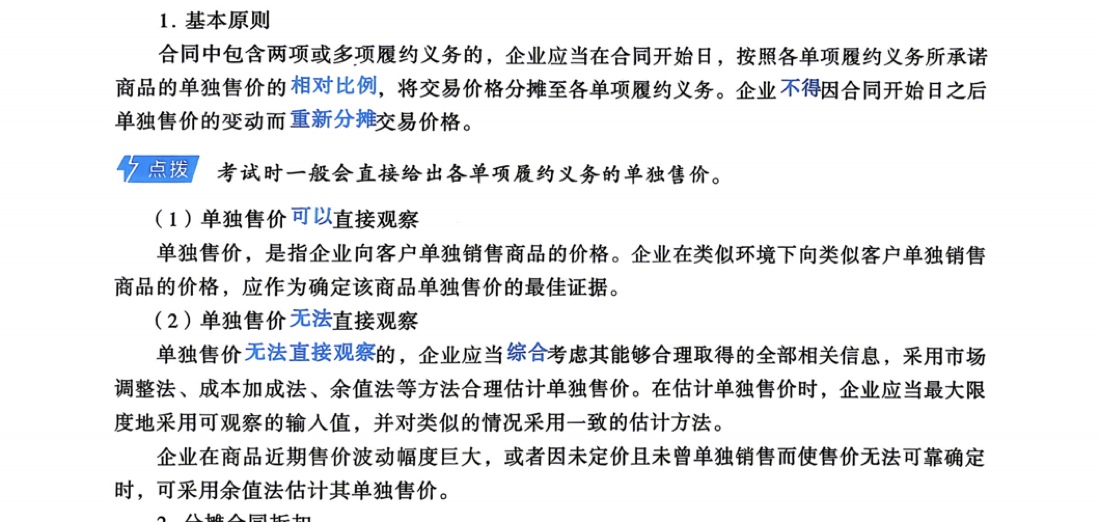 1. 基本原则
合同中包含两项或多项履约义务的，企业应当在合同开始日，按照各单项履约义务所承诺
商品的单独售价的相对比例，将交易价格分摊至各单项履约义务。企业不得因合同开始日之后
单独售价的变动而重新分摊交易价格。
点拨 考试时一般会直接给出各单项履约义务的单独售价。
（1）单独售价可以直接观察
单独售价，是指企业向客户单独销售商品的价格。企业在类似环境下向类似客户单独销售
商品的价格，应作为确定该商品单独售价的最佳证据。
（2）单独售价无法直接观察
单独售价无法直接观察的，企业应当综合考虑其能够合理取得的全部相关信息，采用市场
调整法、成本加成法、余值法等方法合理估计单独售价。在估计单独售价时，企业应当最大限
度地采用可观察的输入值，并对类似的情况采用一致的估计方法。
企业在商品近期售价波动幅度巨大，或者因未定价且未曾单独销售而使售价无法可靠确定
时，可采用余值法估计其单独售价。
2. 分摊合同折扣